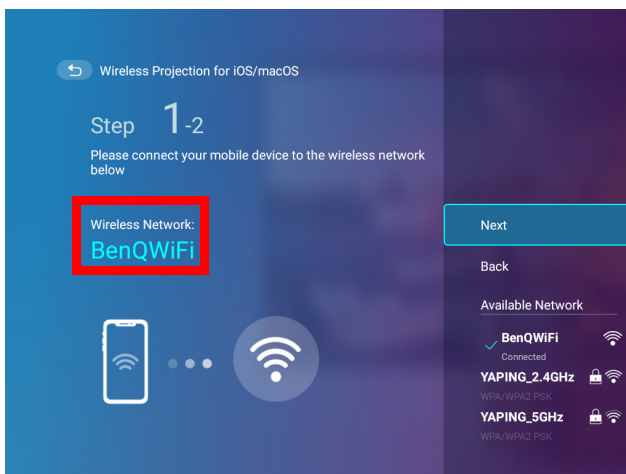 Wireless Projection for iOS/macOS
Step 1-2
Please connect your mobile device to the wireless network
below
Wireless Network:
BenQWiFi
Next
Back
Available Network
BenQWiFi
Connected
YAPING_2.4GHz
WPA/WPA2 PSK
YAPING_5GHz
WPA/WPA2 PSK